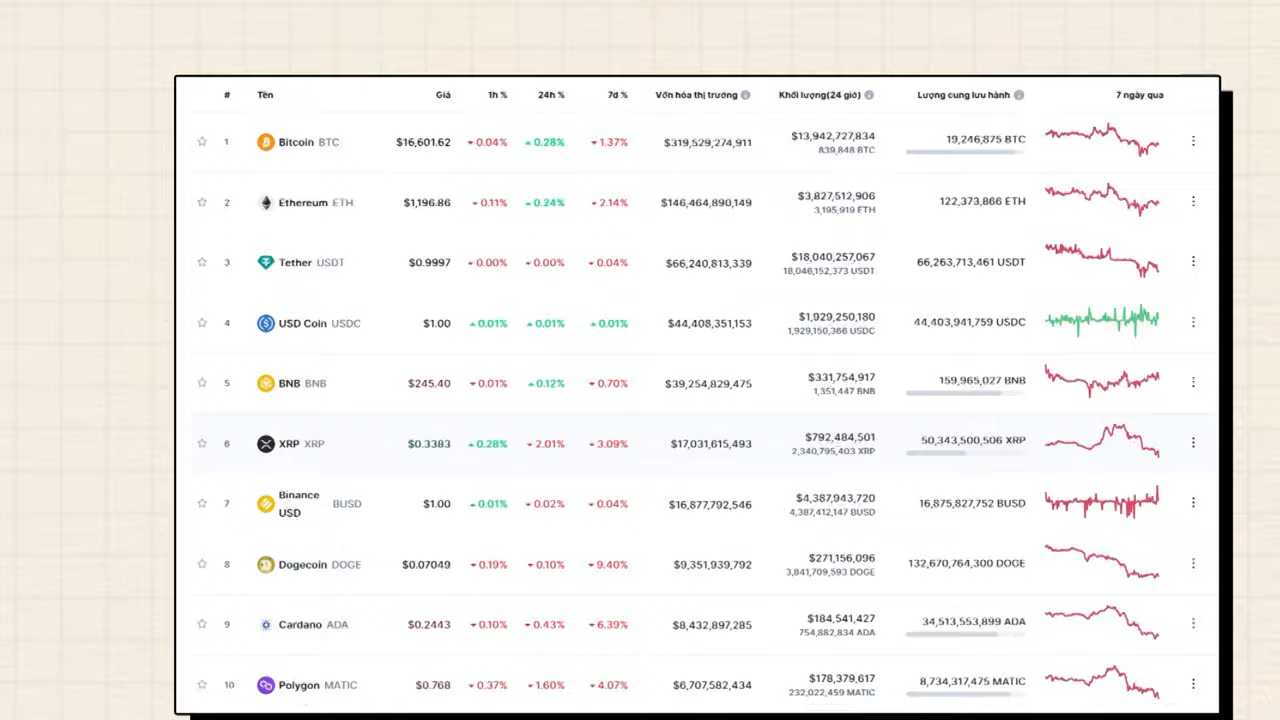 # Tên Giá 1h % 24h % 7d % Vốn hóa thị trường Khối lượng(24 giờ) Lượng cung lưu hành 7 ngày qua
1 Bitcoin BTC $16,601.62 0.04% 0.28% 1.37% $319,529,274,911 $13,942,727,834 19,246,875 BTC
839,848 BTC
2 Ethereum ETH $1,196.86 0.11% 0.24% 2.14% $146,464,890,149 $3,827,512,906 122,373,866 ETH
3,195,919 ETH
3 Tether USDT $0.9997 0.00% 0.00% 0.04% $66,240,813,339 $18,040,257,067 66,263,713,461 USDT
18,046,152,373 USDT
4 USD Coin USDC $1.00 0.01% 0.01% 0.01% $44,408,351,153 $1,929,250,180 44,403,941,759 USDC
1,929,150,366 USDC
5 BNB BNB $245.40 0.01% 0.12% 0.70% $39,254,829,475 $331,754,917 159,965,027 BNB
1,351,447 BNB
6 XRP XRP $0.3383 0.28% 2.01% 3.09% $17,031,615,493 $792,484,501 50,343,500,506 XRP
2,340,795,403 XRP
7 Binance USD BUSD $1.00 0.01% 0.02% 0.04% $16,877,792,546 $4,387,943,720 16,875,827,752 BUSD
4,387,412,147 BUSD
8 Dogecoin DOGE $0.07049 0.19% 0.10% 9.40% $9,351,939,792 $271,156,096 132,670,764,300 DOGE
3,841,709,593 DOGE
9 Cardano ADA $0.2443 0.10% 0.43% 6.39% $8,432,897,285 $184,541,427 34,513,553,899 ADA
754,882,834 ADA
10 Polygon MATIC $0.768 0.37% 1.60% 4.07% $6,707,582,434 $178,379,617 8,734,317,475 MATIC
232,022,459 MATIC